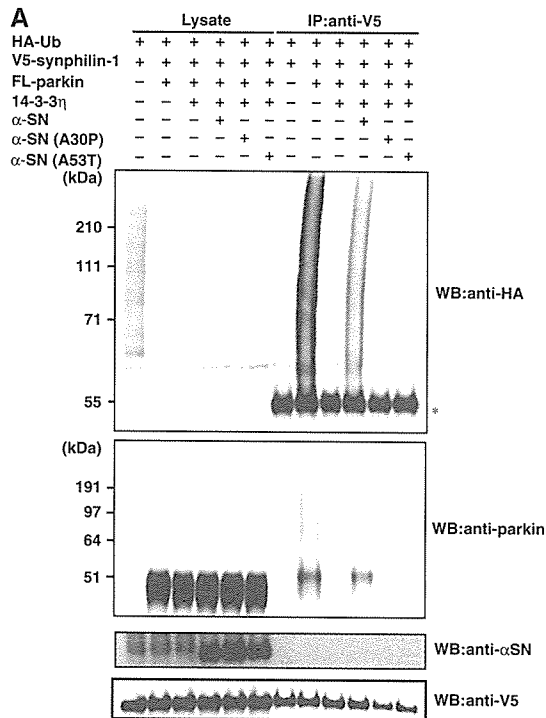 A
Lysate IP:anti-V5
HA-Ub + + + + + + + + + + + +
V5-synphilin-1 + + + + + + + + + + + +
FL-parkin − + + + + + − + + + + +
14-3-3η − − + + + + − − + + + +
α-SN − − − + − − − − − + − −
α-SN (A30P) − − − − + − − − − − + −
α-SN (A53T) − − − − − + − − − − − +
(kDa)
210
111
WB:anti-HA
71
55
*
(kDa)
191
97
WB:anti-parkin
64
51
WB:anti-αSN
WB:anti-V5